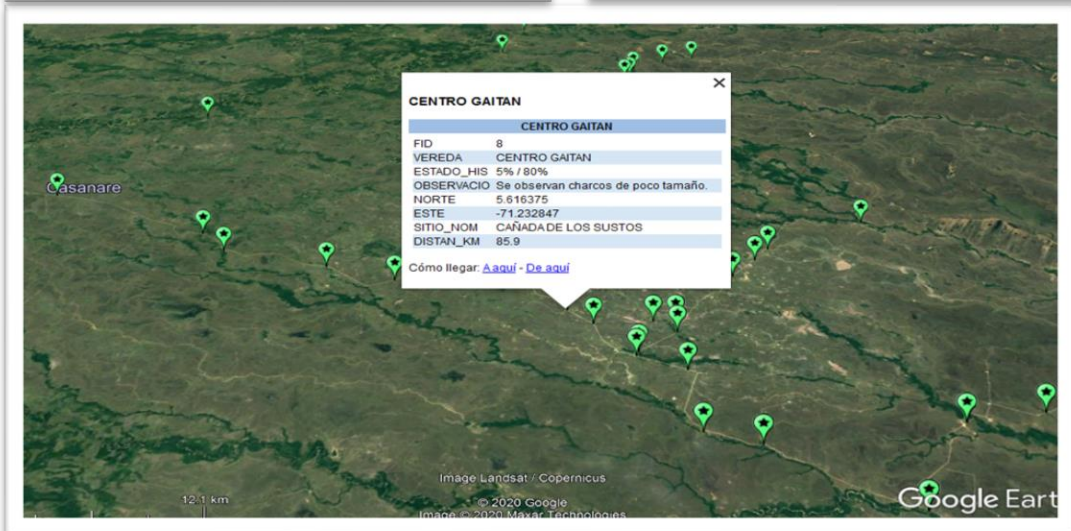 CENTRO GAITAN
CENTRO GAITAN
FID 8
VEREDA CENTRO GAITAN
ESTADO_HIS 5% / 80%
OBSERVACIO Se observan charcos de poco tamaño.
NORTE 5.616375
ESTE -71.232847
SITIO_NOM CAÑADA DE LOS SUSTOS
DISTAN_KM 85.9
Cómo llegar: A aquí - De aquí
Casanare
Image Landsat / Copernicus
12.1 km
© 2020 Google
Image © 2020 Maxar Technologies
Google Eart